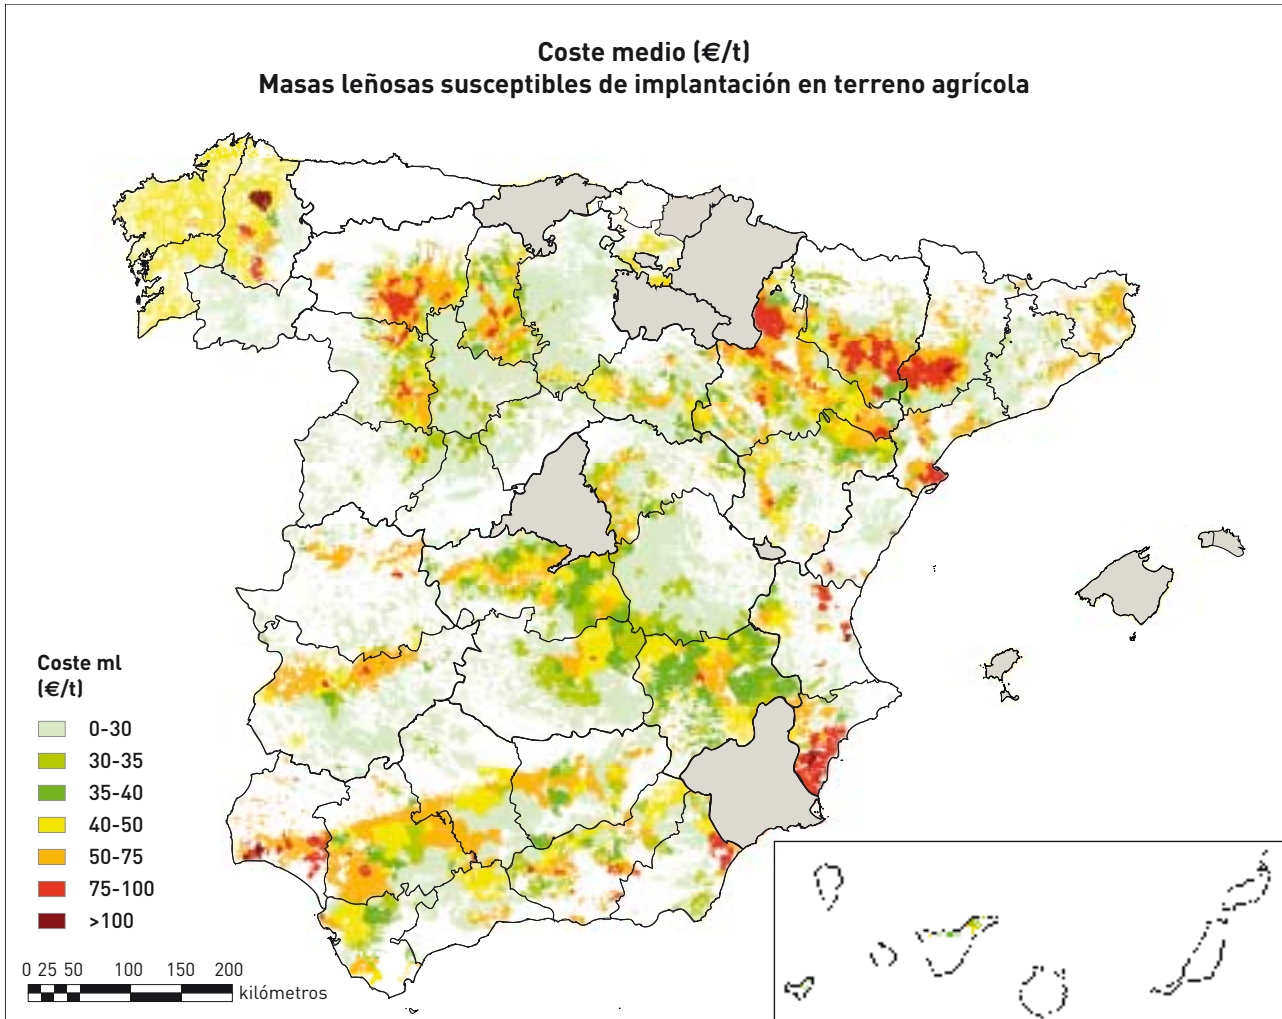 Coste medio (€/t)
Masas leñosas susceptibles de implantación en terreno agrícola
Coste ml
(€/t)
0-30
30-35
35-40
40-50
50-75
75-100
>100
0 25 50 100 150 200
kilómetros